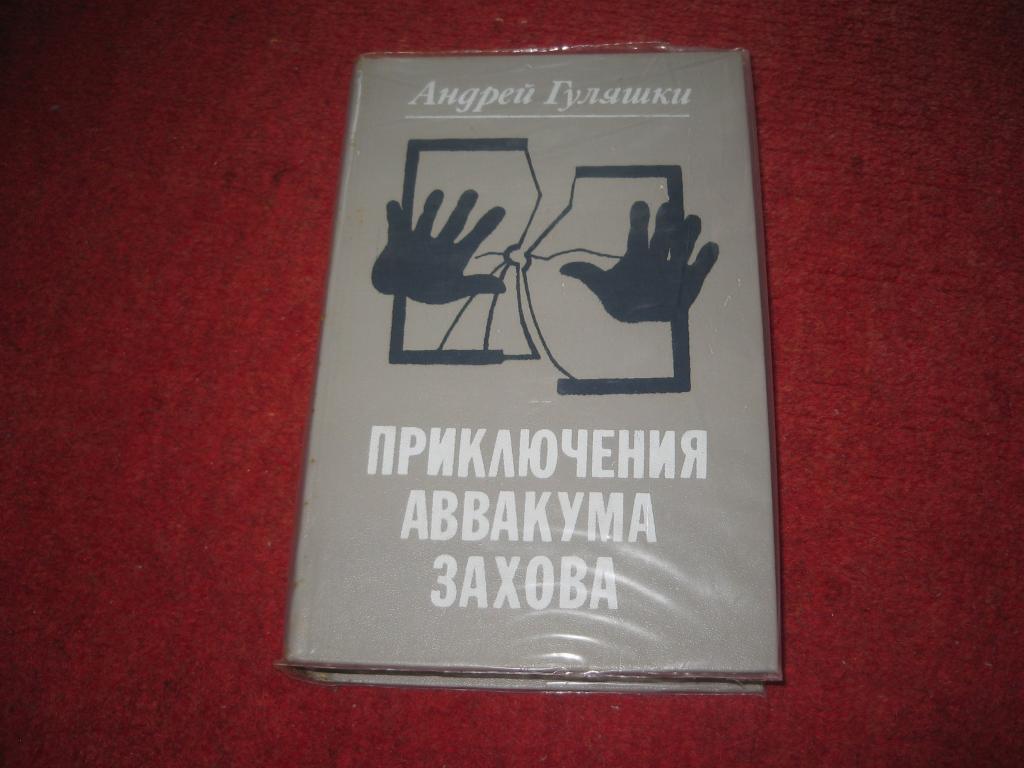 Андрей Гуляшки
ПРИКЛЮЧЕНИЯ
АВВАКУМА
ЗАХОВА